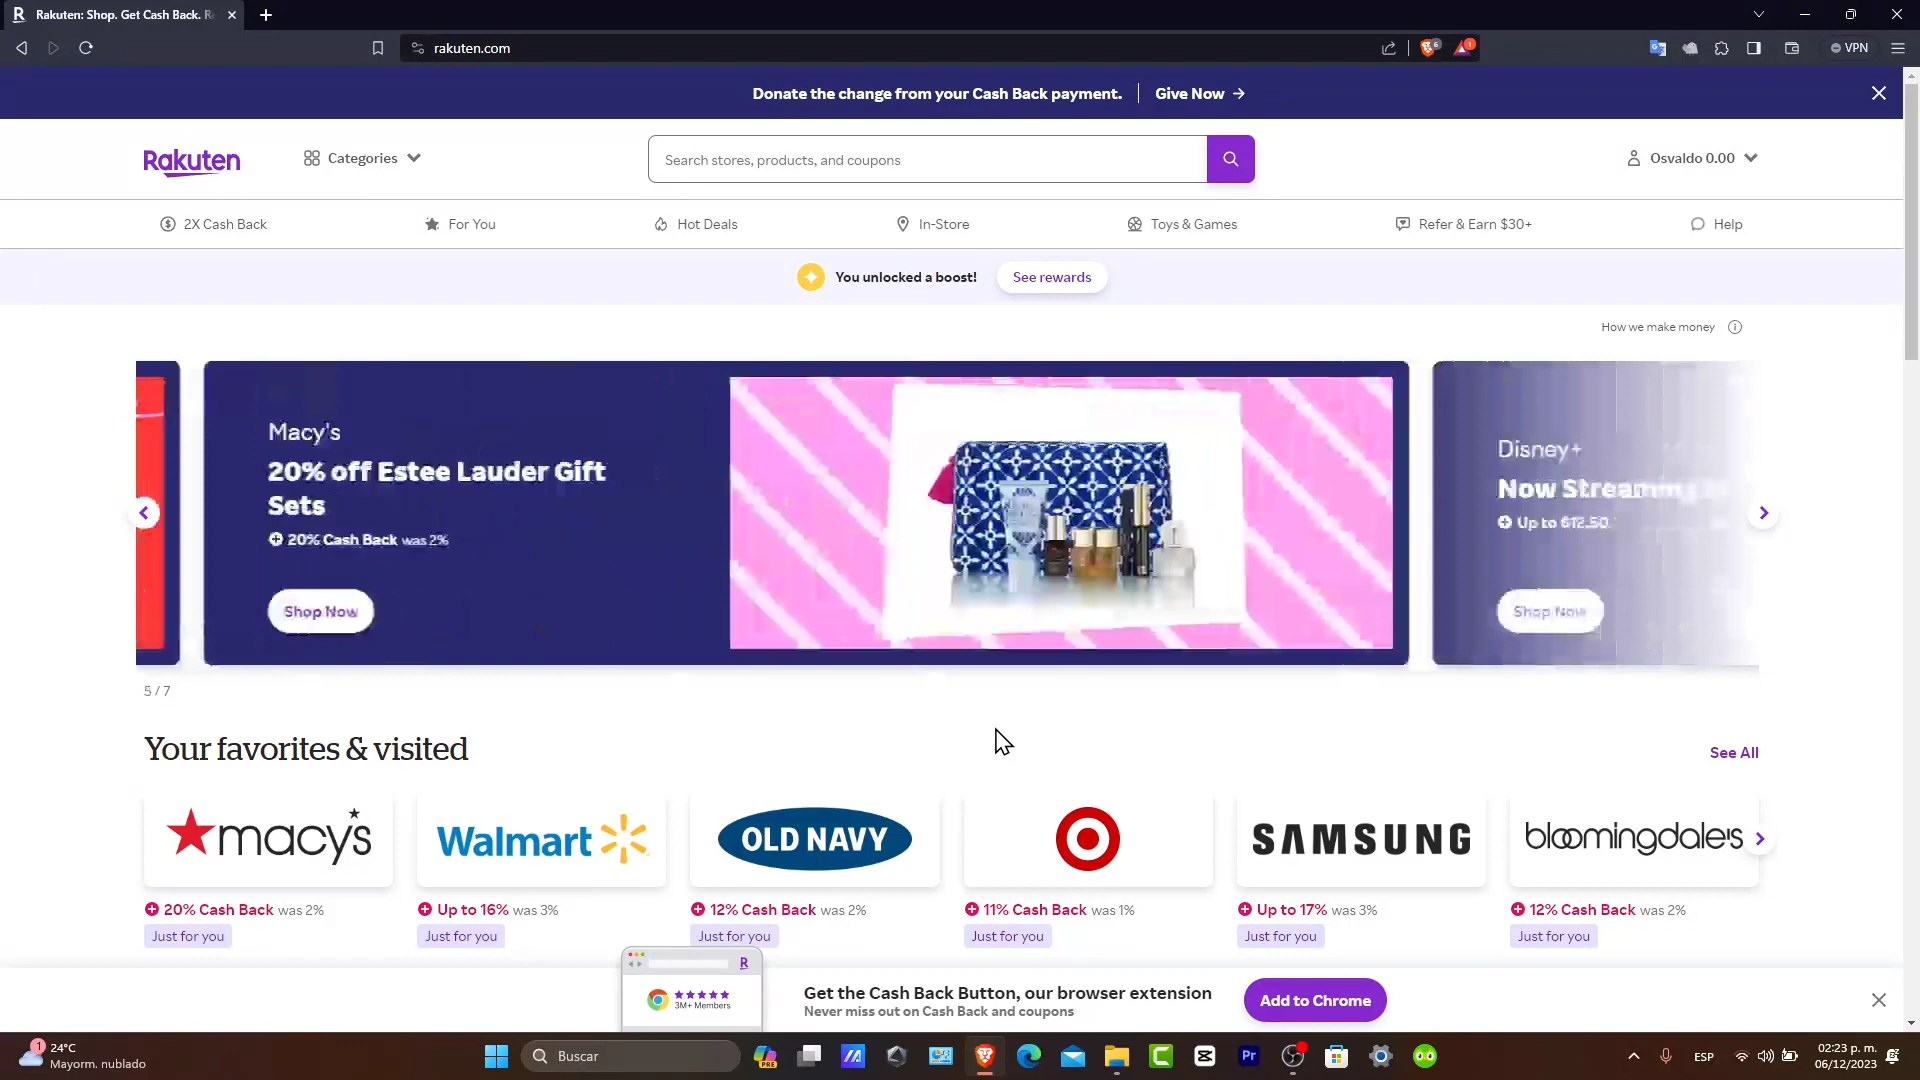 Rakuten: Shop. Get Cash Back. R
rakuten.com
6
1
VPN
Donate the change from your Cash Back payment.
Give Now →
Rakuten
Categories
Search stores, products, and coupons
Osvaldo 0.00
2X Cash Back
For You
Hot Deals
In-Store
Toys & Games
Refer & Earn $30+
Help
You unlocked a boost!
See rewards
How we make money
Macy's
20% off Estee Lauder Gift
Sets
20% Cash Back was 2%
Shop Now
Disney+
Now Streaming
Up to $12.50
Shop Now
5 / 7
Your favorites & visited
See All
macy's
Walmart
OLD NAVY
SAMSUNG
bloomingdale's
20% Cash Back was 2%
Up to 16% was 3%
12% Cash Back was 2%
11% Cash Back was 1%
Up to 17% was 3%
12% Cash Back was 2%
Just for you
Just for you
Just for you
Just for you
Just for you
Just for you
R
3M+ Members
Get the Cash Back Button, our browser extension
Never miss out on Cash Back and coupons
Add to Chrome
1
24°C
Mayorm. nublado
Buscar
PRE
Pr
ESP
02:23 p. m.
06/12/2023